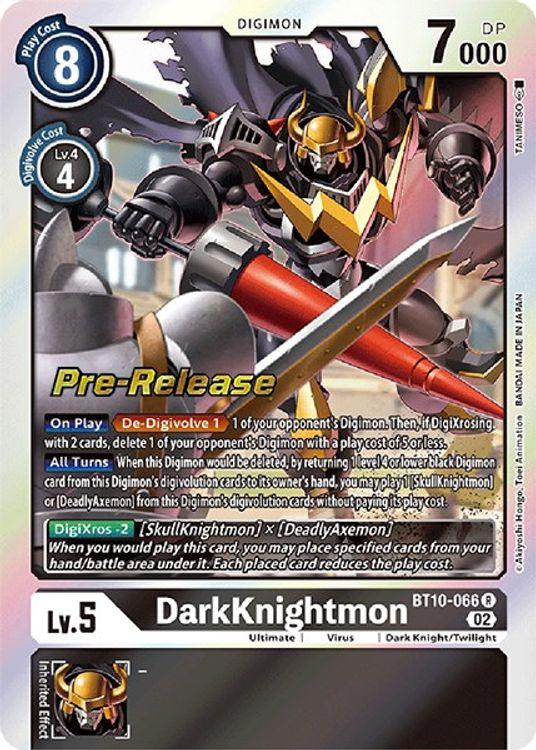 Play Cost
8
DIGIMON
7000
DP
Digivolve Cost
Lv.4
4
TANIMESO
Pre-Release
On Play De-Digivolve 1 1 of your opponent's Digimon. Then, if DigiXrosing
with 2 cards, delete 1 of your opponent's Digimon with a play cost of 5 or less.
All Turns When this Digimon would be deleted, by returning 1 level 4 or lower black Digimon
card from this Digimon's digivolution cards to its owner's hand, you may play 1 [SkullKnightmon]
or [DeadlyAxemon] from this Digimon's digivolution cards without paying its play cost.
DigiXros -2 [SkullKnightmon] × [DeadlyAxemon]
When you would play this card, you may place specified cards from your
hand/battle area under it. Each placed card reduces the play cost.
©Akiyoshi Hongo, Toei Animation BANDAI MADE IN JAPAN
Lv.5
DarkKnightmon
BT10-066 R
02
Ultimate | Virus | Dark Knight/Twilight
Inherited Effect
-